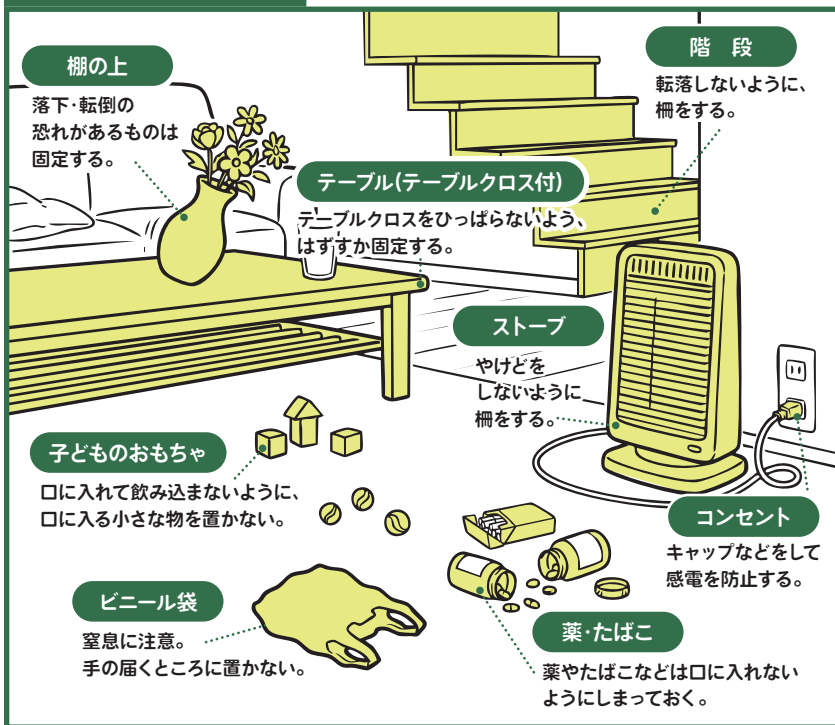 棚の上
落下・転倒の
恐れがあるものは
固定する。
階　段
転落しないように、
柵をする。
テーブル(テーブルクロス付)
テーブルクロスをひっぱらないよう、
はずすか固定する。
ストーブ
やけどを
しないように
柵をする。
子どものおもちゃ
口に入れて飲み込まないように、
口に入る小さな物を置かない。
コンセント
キャップなどをして
感電を防止する。
ビニール袋
窒息に注意。
手の届くところに置かない。
薬・たばこ
薬やたばこなどは口に入れない
ようにしまっておく。